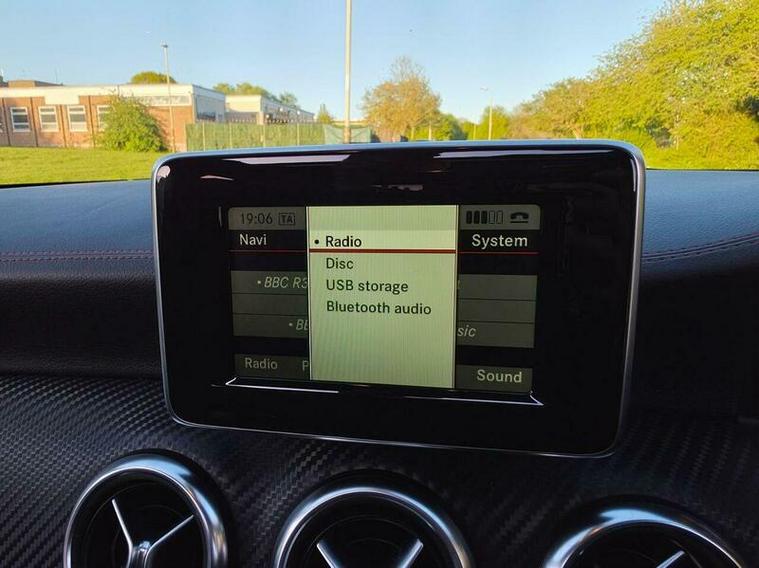 19:06 TA
Navi
• Radio
System
Disc
• BBC R3
USB storage
Bluetooth audio
Radio
Sound